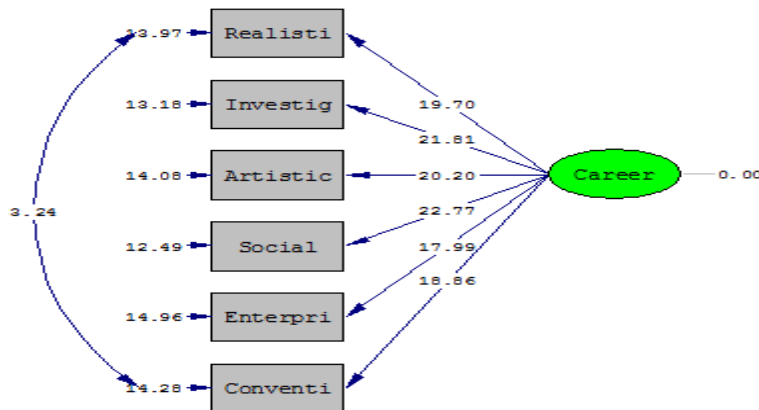 13.97 Realisti
19.70
13.18 Investig
21.81
14.08 Artistic 20.20 Career 0.00
3.24
22.77
12.49 Social
17.99
18.86
14.96 Enterpri
14.28 Conventi